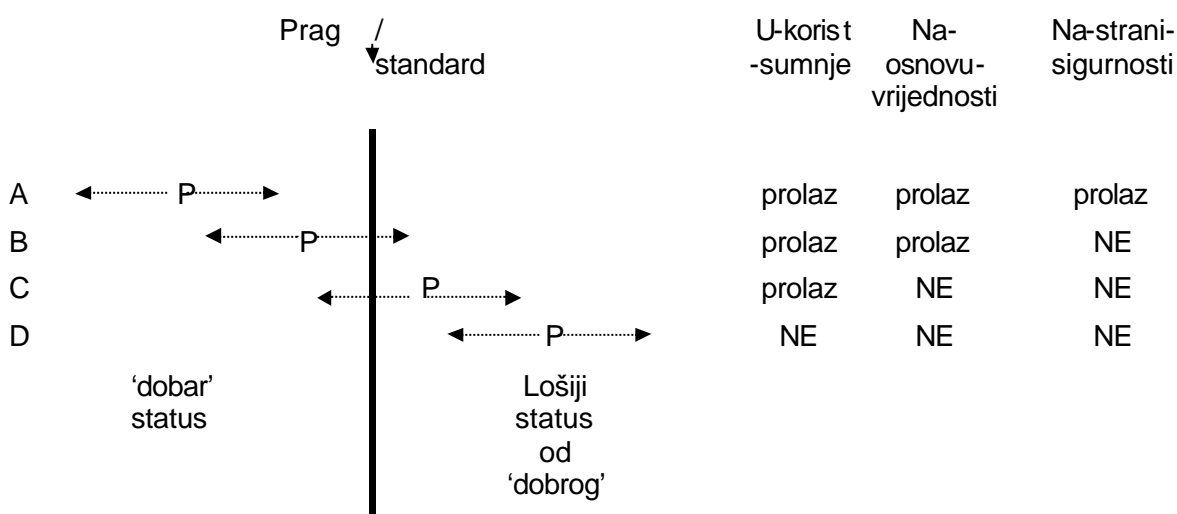 Prag / U-korist Na- Na-strani-
standard -sumnje osnovu- sigurnosti
vrijednosti
A P prolaz prolaz prolaz
B P prolaz prolaz NE
C P prolaz NE NE
D P NE NE NE
‘dobar’ Lošiji
status status
od
‘dobrog’